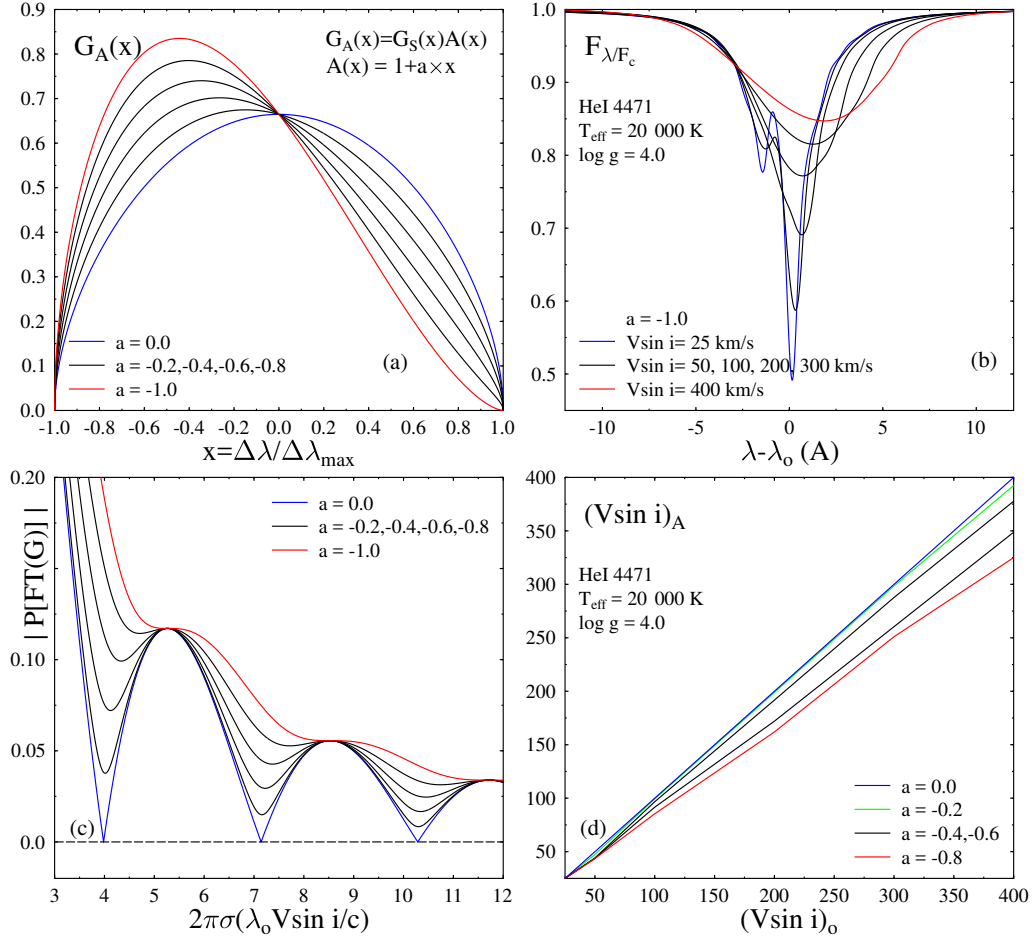 G_A(x)
G_A(x)=G_S(x)A(x)
A(x) = 1+a×x
a = 0.0
a = -0.2,-0.4,-0.6,-0.8
a = -1.0
(a)
0.0
0.1
0.2
0.3
0.4
0.5
0.6
0.7
0.8
0.9
-1.0 -0.8 -0.6 -0.4 -0.2 0.0 0.2 0.4 0.6 0.8 1.0
x=Δλ/Δλ_max
F_λ/F_c
HeI 4471
T_eff = 20 000 K
log g = 4.0
a = -1.0
Vsin i= 25 km/s
Vsin i= 50, 100, 200, 300 km/s
Vsin i= 400 km/s
(b)
1.0
0.9
0.8
0.7
0.6
0.5
-10 -5 0 5 10
λ-λ_o (A)
| P[FT(G)] |
0.20
0.10
0.05
0.0
a = 0.0
a = -0.2,-0.4,-0.6,-0.8
a = -1.0
(c)
3 4 5 6 7 8 9 10 11 12
2πσ(λ_oVsin i/c)
(Vsin i)_A
HeI 4471
T_eff = 20 000 K
log g = 4.0
400
350
300
250
200
150
100
50
a = 0.0
a = -0.2
a = -0.4,-0.6
a = -0.8
(d)
50 100 150 200 250 300 350 400
(Vsin i)_o